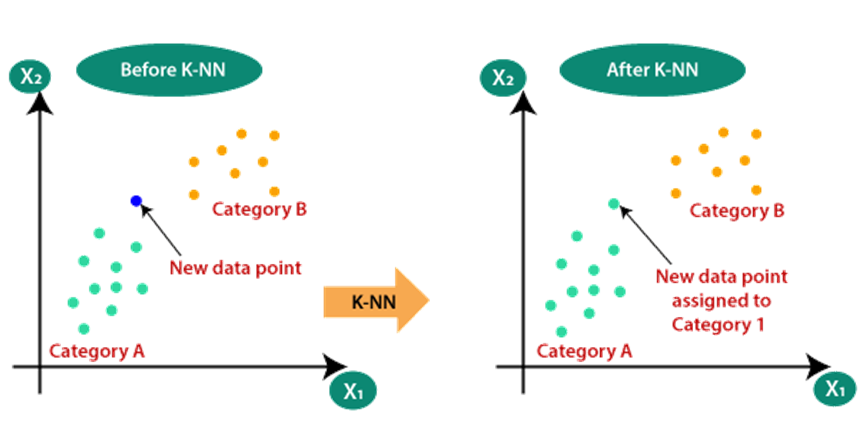 Before K-NN
X₂
Category B
New data point
Category A
X₁
K-NN
After K-NN
X₂
Category B
New data point
assigned to
Category 1
Category A
X₁